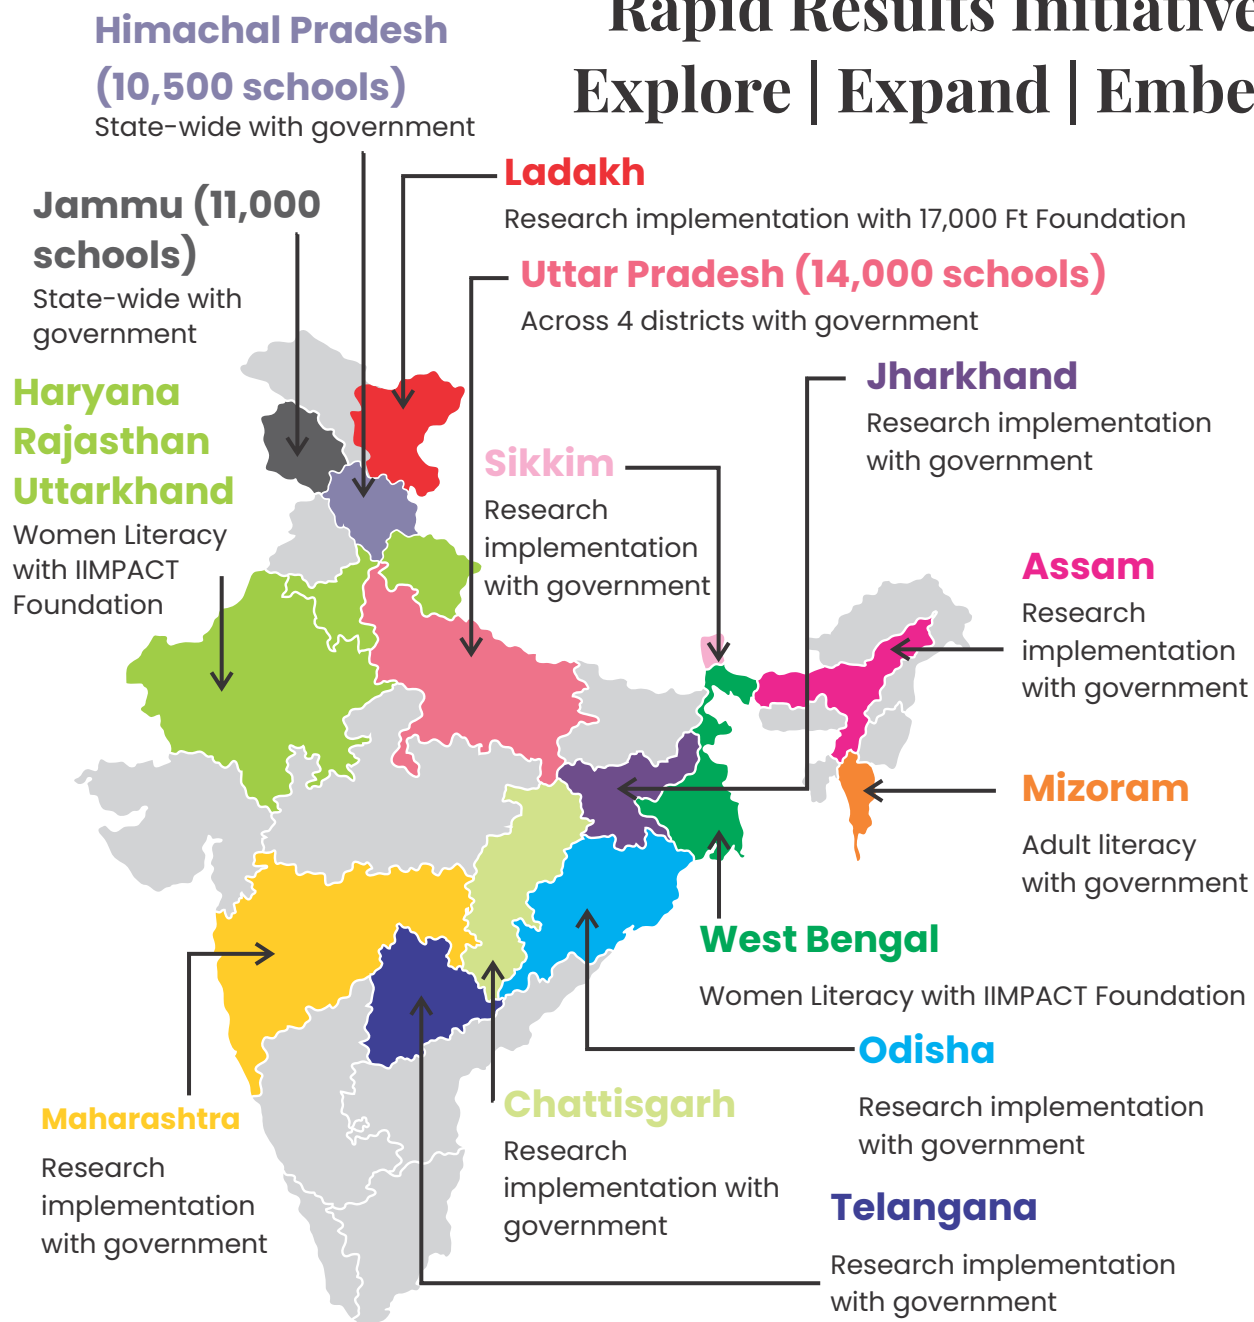 Rapid Results Initiative
Explore | Expand | Embe
Himachal Pradesh
(10,500 schools)
State-wide with government
Ladakh
Research implementation with 17,000 Ft Foundation
Jammu (11,000
schools)
State-wide with
government
Uttar Pradesh (14,000 schools)
Across 4 districts with government
Haryana
Rajasthan
Uttarkhand
Women Literacy
with IIMPACT
Foundation
Jharkhand
Research implementation
with government
Sikkim
Research
implementation
with government
Assam
Research
implementation
with government
Mizoram
Adult literacy
with government
West Bengal
Women Literacy with IIMPACT Foundation
Odisha
Research implementation
with government
Chattisgarh
Research
implementation with
government
Maharashtra
Research
implementation
with government
Telangana
Research implementation
with government